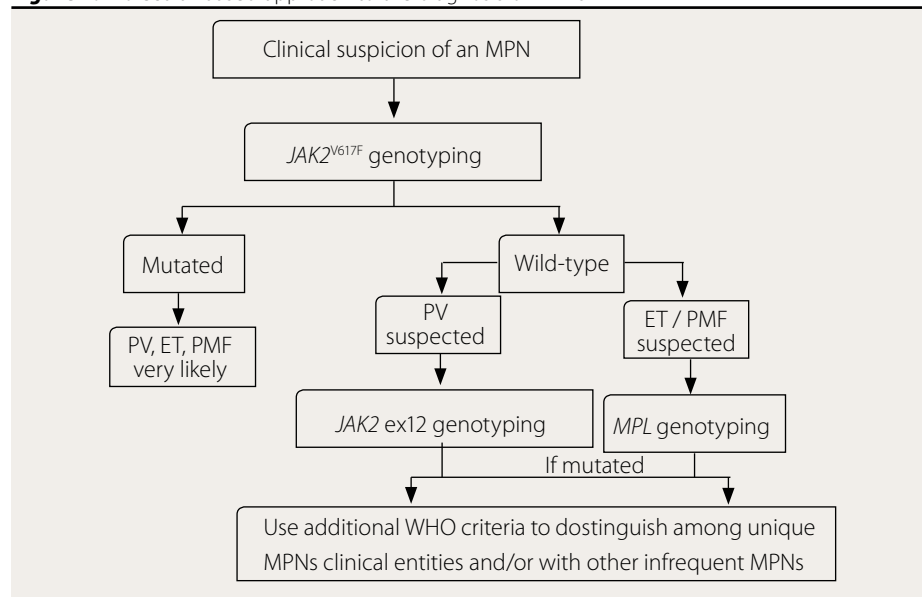 Clinical suspicion of an MPN
JAK2V617F genotyping
Mutated
Wild-type
PV, ET, PMF
very likely
PV
suspected
ET / PMF
suspected
JAK2 ex12 genotyping
MPL genotyping
If mutated
Use additional WHO criteria to dostinguish among unique
MPNs clinical entities and/or with other infrequent MPNs